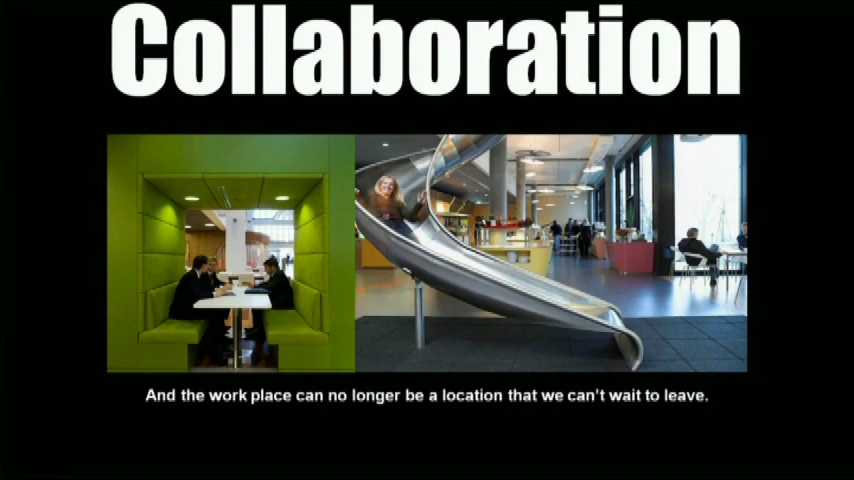 Collaboration
And the work place can no longer be a location that we can't wait to leave.